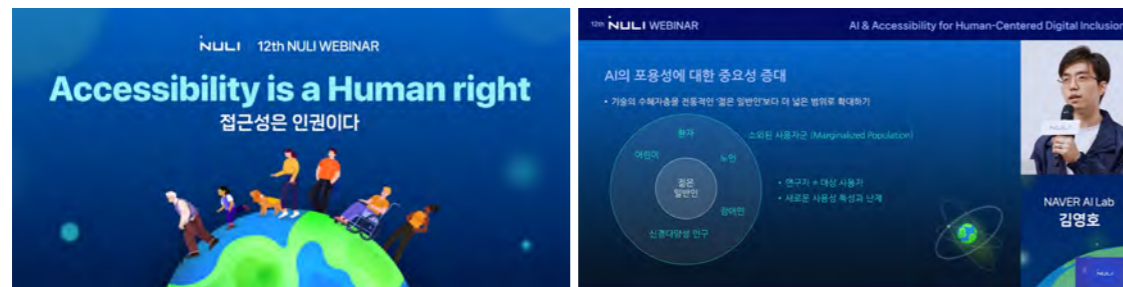 NULI 12th NULI WEBINAR
Accessibility is a Human right
접근성은 인권이다
12th NULI WEBINAR
AI & Accessibility for Human-Centered Digital Inclusion
AI의 포용성에 대한 중요성 증대
• 기술의 수혜자층을 전통적인 '젊은 일반인'보다 더 넓은 범위로 확대하기
환자
소외된 사용자군 (Marginalized Population)
어린이
노인
젊은
일반인
• 연구자 ≠ 대상 사용자
• 새로운 사용성 특성과 난제
장애인
신경다양성 인구
NULI
NAVER AI Lab
김영호
NULI